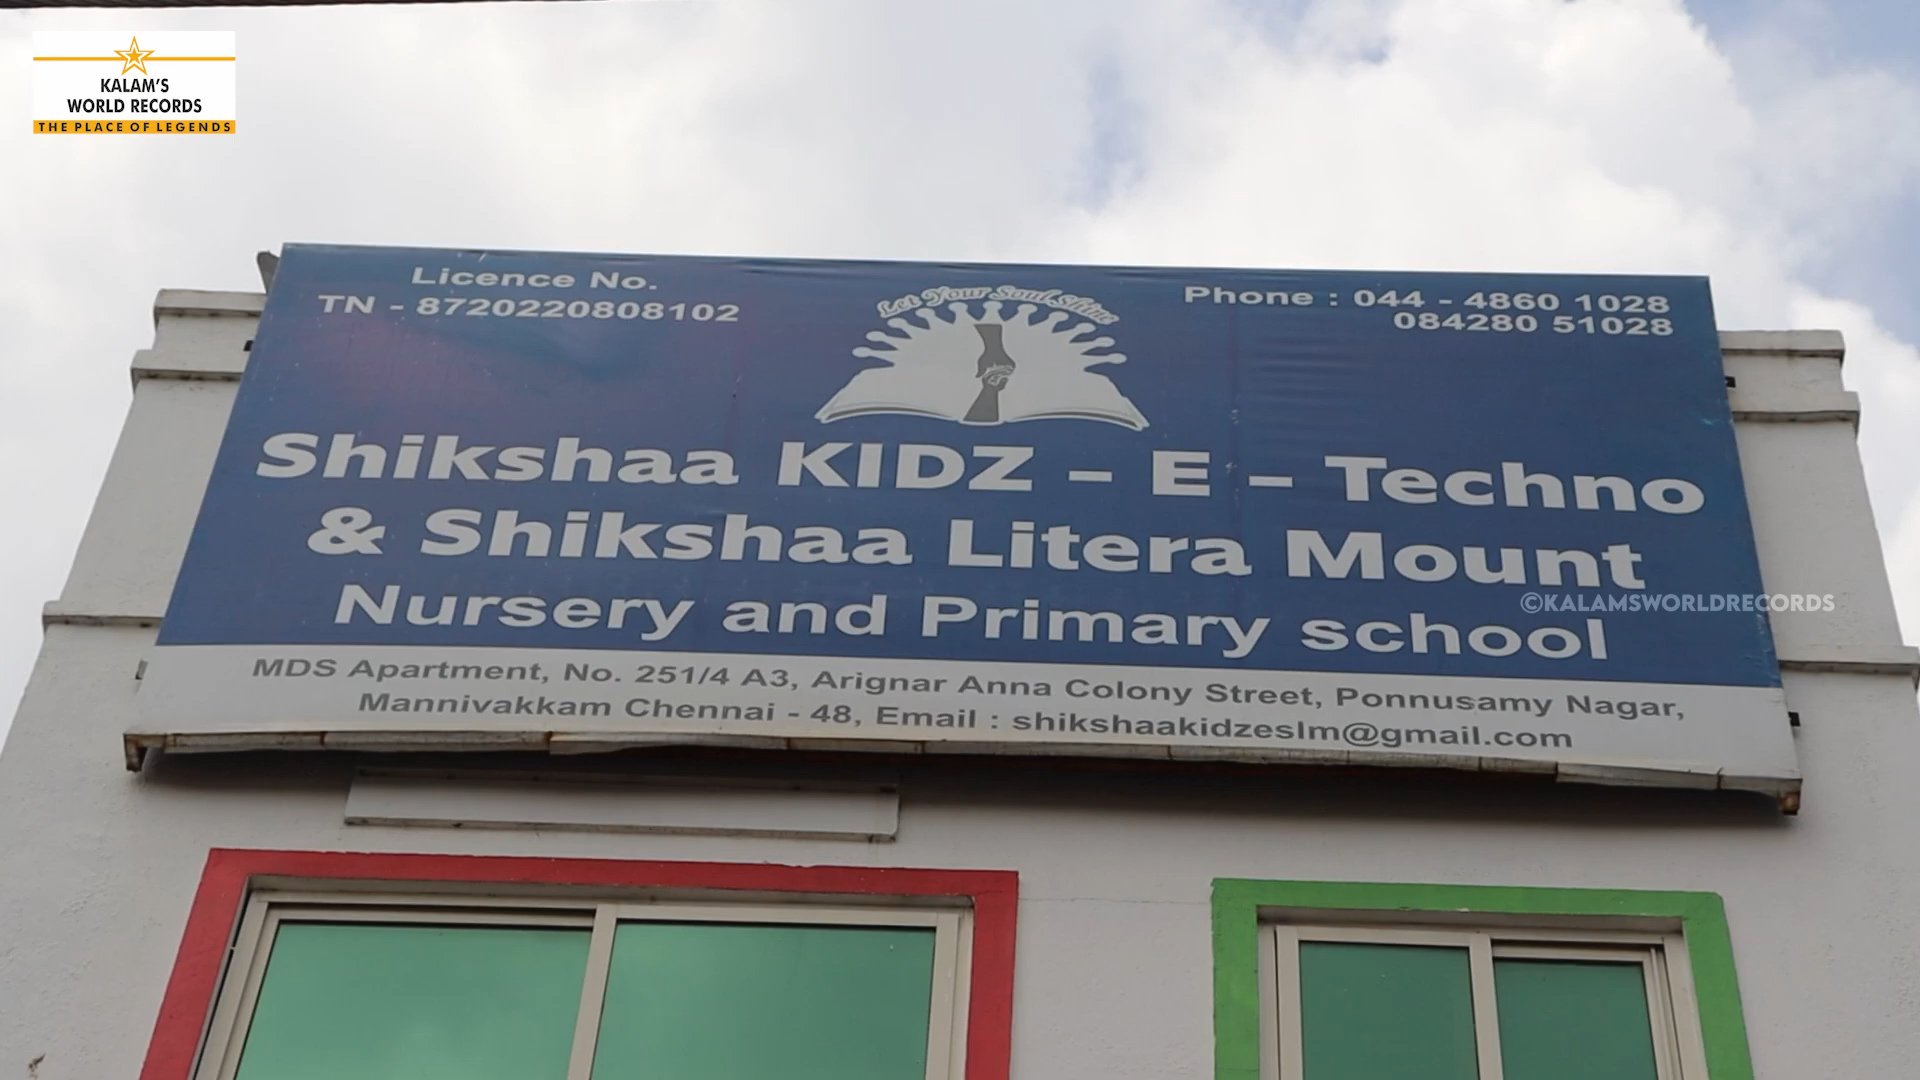 KALAM'S
WORLD RECORDS
THE PLACE OF LEGENDS
Licence No.
TN - 8720220808102
Let Your Soul Shine
Phone : 044 - 4860 1028
084280 51028
Shikshaa KIDZ - E - Techno
& Shikshaa Litera Mount
Nursery and Primary school
©KALAMSWORLDRECORDS
MDS Apartment, No. 251/4 A3, Arignar Anna Colony Street, Ponnusamy Nagar,
Mannivakkam Chennai - 48, Email : shikshaakidzeslm@gmail.com